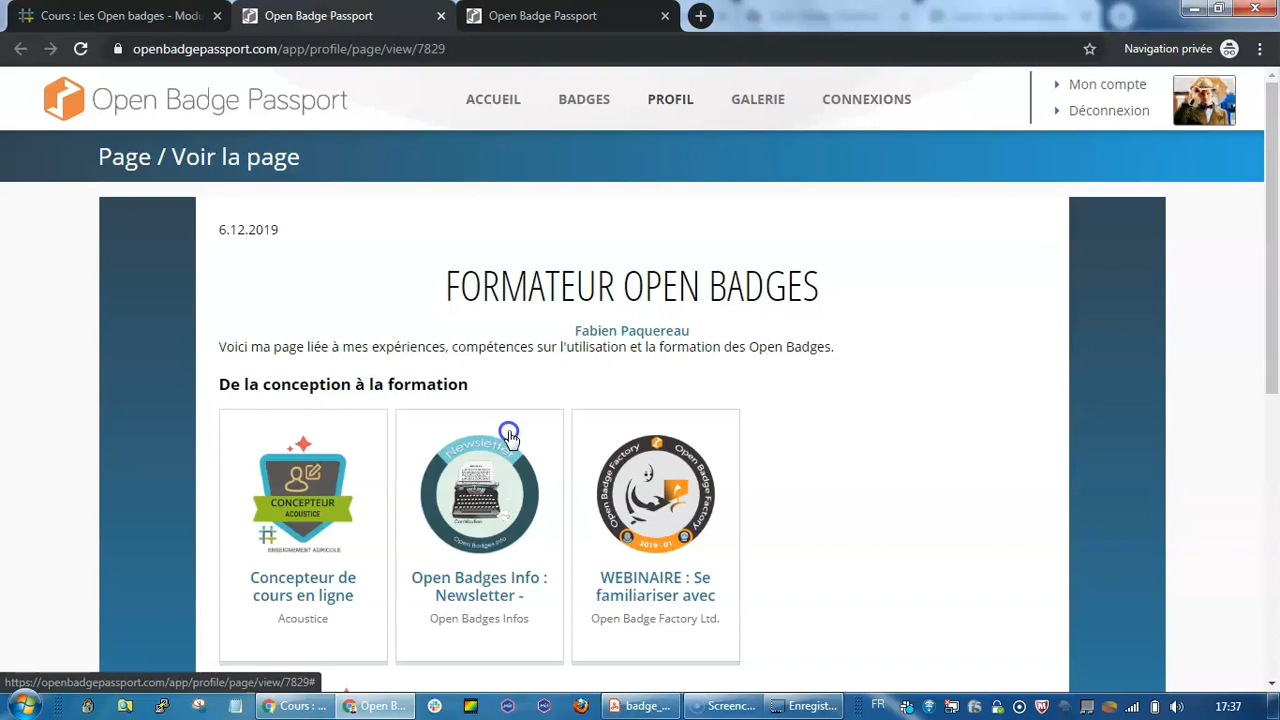 Cours : Les Open badges - Modu
Open Badge Passport
Open Badge Passport
openbadgepassport.com/app/profile/page/view/7829
Navigation privée
Open Badge Passport
ACCUEIL
BADGES
PROFIL
GALERIE
CONNEXIONS
Mon compte
Déconnexion
Page / Voir la page
6.12.2019
FORMATEUR OPEN BADGES
Fabien Paquereau
Voici ma page liée à mes expériences, compétences sur l'utilisation et la formation des Open Badges.
De la conception à la formation
CONCEPTEUR
ACOUSTICE
ENSEIGNEMENT AGRICOLE
Newsletter
Contribution
Open Badges Info
Open Badge Factory
Open Badge Factory
2019 - 01
Concepteur de
cours en ligne
Acoustice
Open Badges Info :
Newsletter -
Open Badges Infos
WEBINAIRE : Se
familiariser avec
Open Badge Factory Ltd.
https://openbadgepassport.com/app/profile/page/view/7829#
Cours : ...
Open B...
badge_...
Screenc...
Enregist...
FR
17:37